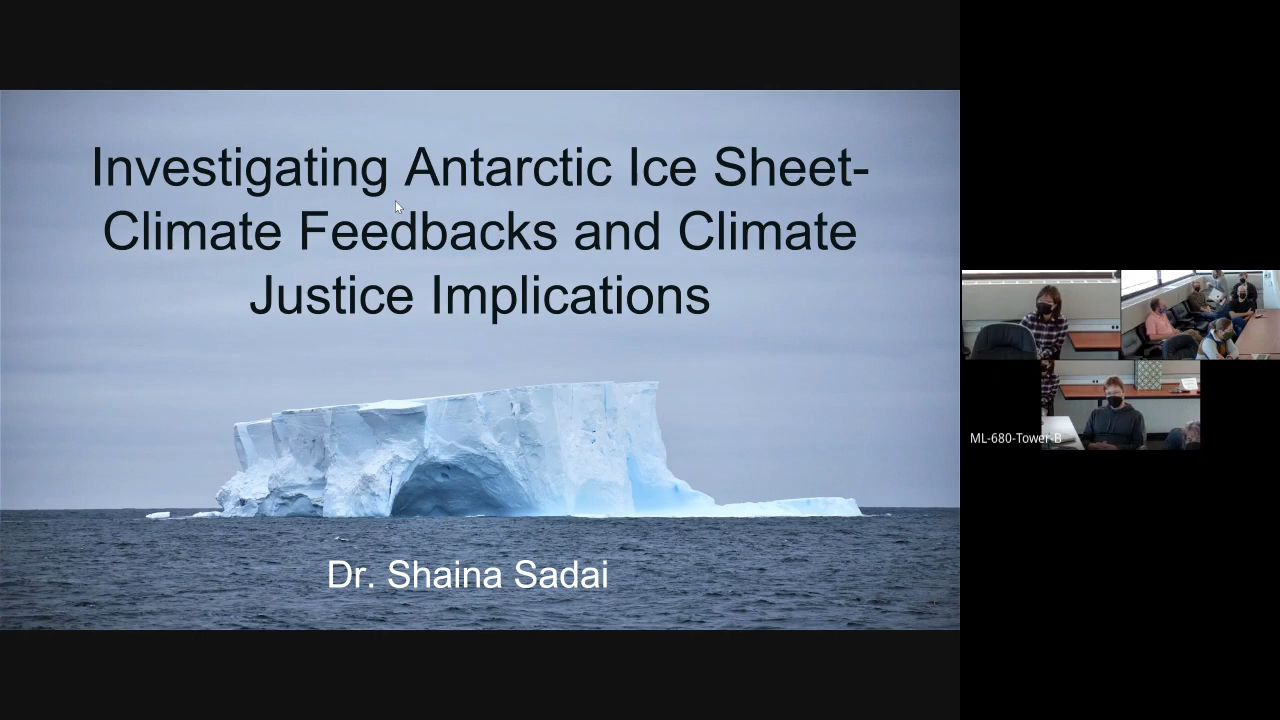 Investigating Antarctic Ice Sheet-
Climate Feedbacks and Climate
Justice Implications
Dr. Shaina Sadai
ML-680-Tower-B